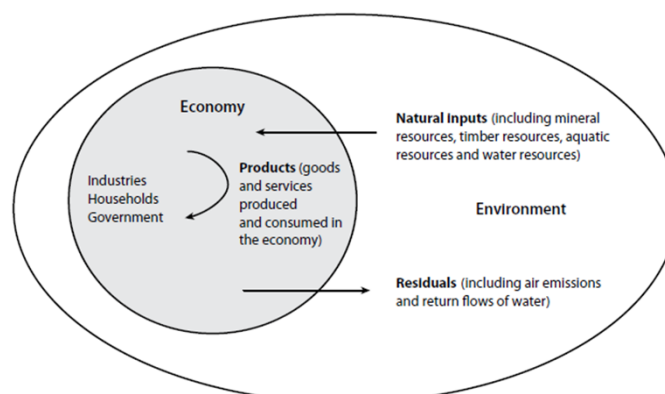 Economy
Natural inputs (including mineral
resources, timber resources, aquatic
resources and water resources)
Products (goods
and services
produced
and consumed in
the economy)
Industries
Households
Government
Environment
Residuals (including air emissions
and return flows of water)